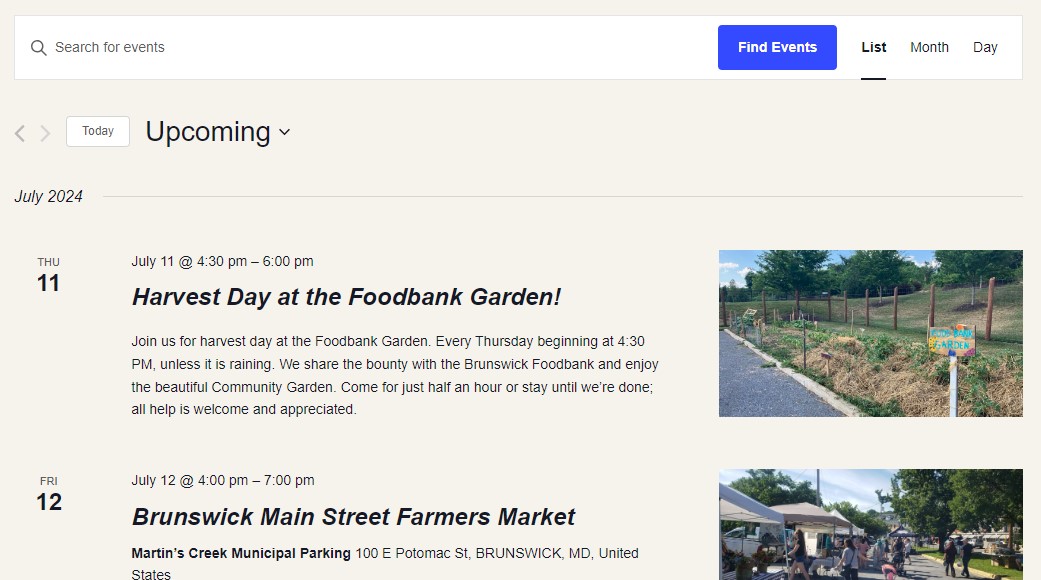 Search for events
Find Events
List
Month
Day
Today
Upcoming
July 2024
THU
11
July 11 @ 4:30 pm – 6:00 pm
Harvest Day at the Foodbank Garden!
Join us for harvest day at the Foodbank Garden. Every Thursday beginning at 4:30
PM, unless it is raining. We share the bounty with the Brunswick Foodbank and enjoy
the beautiful Community Garden. Come for just half an hour or stay until we’re done;
all help is welcome and appreciated.
FOOD BANK
GARDEN
FRI
12
July 12 @ 4:00 pm – 7:00 pm
Brunswick Main Street Farmers Market
Martin’s Creek Municipal Parking 100 E Potomac St, BRUNSWICK, MD, United
States